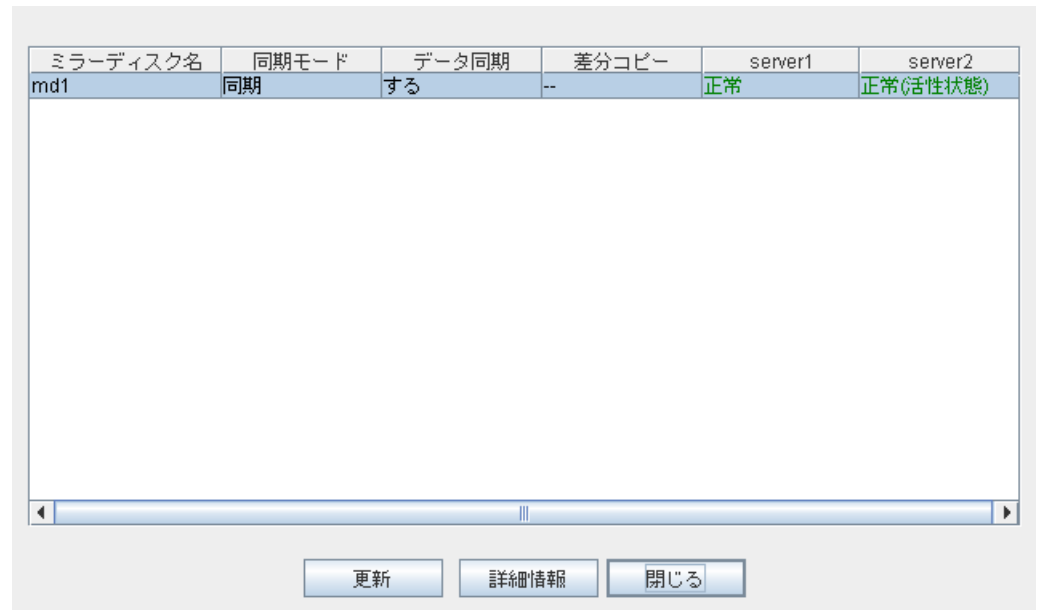 ミラーディスク名 同期モード データ同期 差分コピー server1 server2
md1 同期 する -- 正常 正常(活性状態)
更新 詳細情報 閉じる